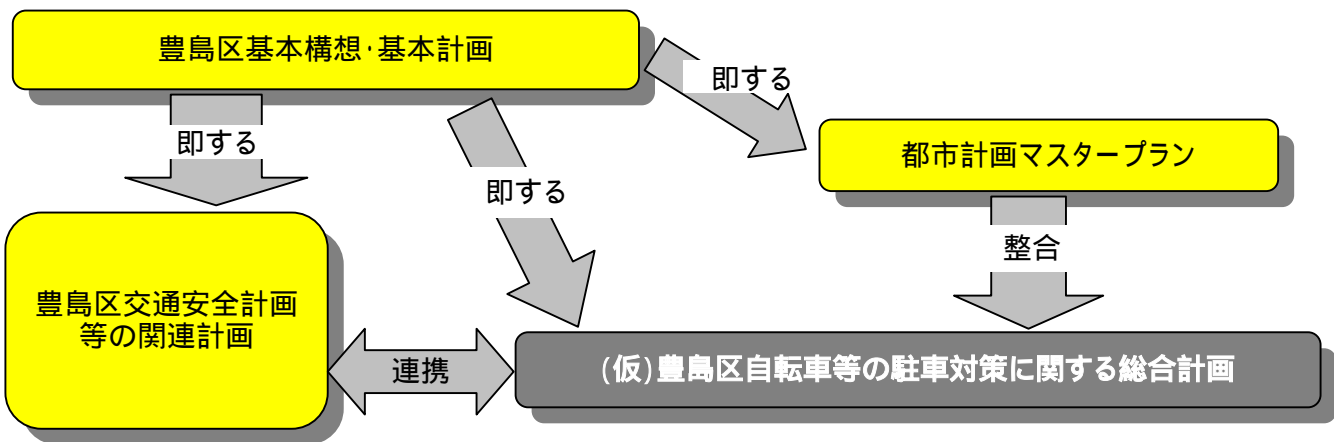 豊島区基本構想・基本計画
即する
即する
都市計画マスタープラン
即する
整合
豊島区交通安全計画
等の関連計画
連携
(仮)豊島区自転車等の駐車対策に関する総合計画